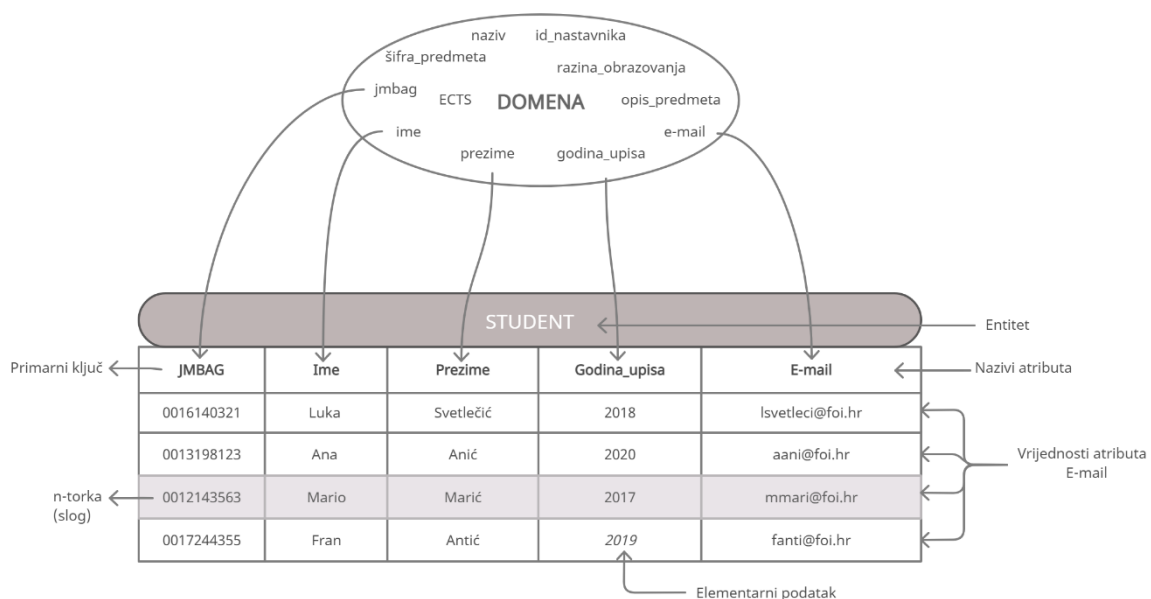 naziv id_nastavnika
šifra_predmeta
razina_obrazovanja
jmbag ECTS DOMENA opis_predmeta
ime e-mail
prezime godina_upisa
STUDENT
Entitet
Primarni ključ JMBAG Ime Prezime Godina_upisa E-mail Nazivi atributa
0016140321 Luka Svetlečić 2018 lsvetleci@foi.hr
0013198123 Ana Anić 2020 aani@foi.hr
Vrijednosti atributa
E-mail
n-torka
(slog)
0012143563 Mario Marić 2017 mmari@foi.hr
0017244355 Fran Antić 2019 fanti@foi.hr
Elementarni podatak